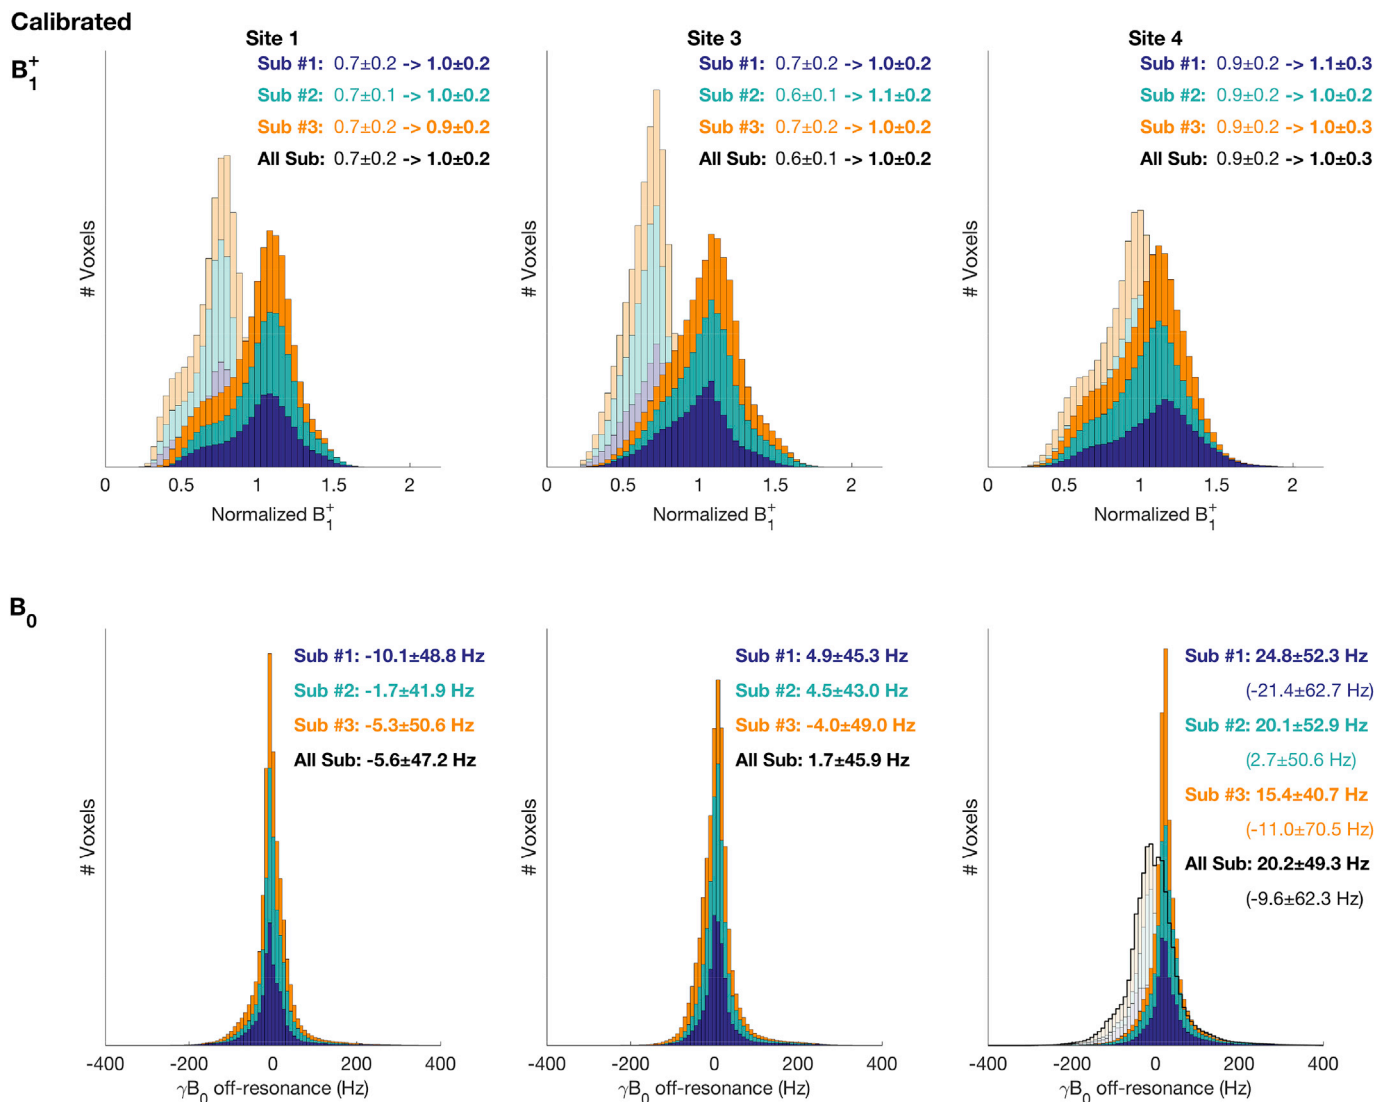 Calibrated
B1+
Site 1
Sub #1: 0.7±0.2 -> 1.0±0.2
Sub #2: 0.7±0.1 -> 1.0±0.2
Sub #3: 0.7±0.2 -> 0.9±0.2
All Sub: 0.7±0.2 -> 1.0±0.2
# Voxels
0 0.5 1 1.5 2
Normalized B1+
Site 3
Sub #1: 0.7±0.2 -> 1.0±0.2
Sub #2: 0.6±0.1 -> 1.1±0.2
Sub #3: 0.7±0.2 -> 1.0±0.2
All Sub: 0.6±0.1 -> 1.0±0.2
# Voxels
0 0.5 1 1.5 2
Normalized B1+
Site 4
Sub #1: 0.9±0.2 -> 1.1±0.3
Sub #2: 0.9±0.2 -> 1.0±0.2
Sub #3: 0.9±0.2 -> 1.0±0.3
All Sub: 0.9±0.2 -> 1.0±0.3
# Voxels
0 0.5 1 1.5 2
Normalized B1+
B0
Sub #1: -10.1±48.8 Hz
Sub #2: -1.7±41.9 Hz
Sub #3: -5.3±50.6 Hz
All Sub: -5.6±47.2 Hz
# Voxels
-400 -200 0 200 400
γB0 off-resonance (Hz)
Sub #1: 4.9±45.3 Hz
Sub #2: 4.5±43.0 Hz
Sub #3: -4.0±49.0 Hz
All Sub: 1.7±45.9 Hz
# Voxels
-400 -200 0 200 400
γB0 off-resonance (Hz)
Sub #1: 24.8±52.3 Hz
(-21.4±62.7 Hz)
Sub #2: 20.1±52.9 Hz
(2.7±50.6 Hz)
Sub #3: 15.4±40.7 Hz
(-11.0±70.5 Hz)
All Sub: 20.2±49.3 Hz
(-9.6±62.3 Hz)
# Voxels
-400 -200 0 200 400
γB0 off-resonance (Hz)